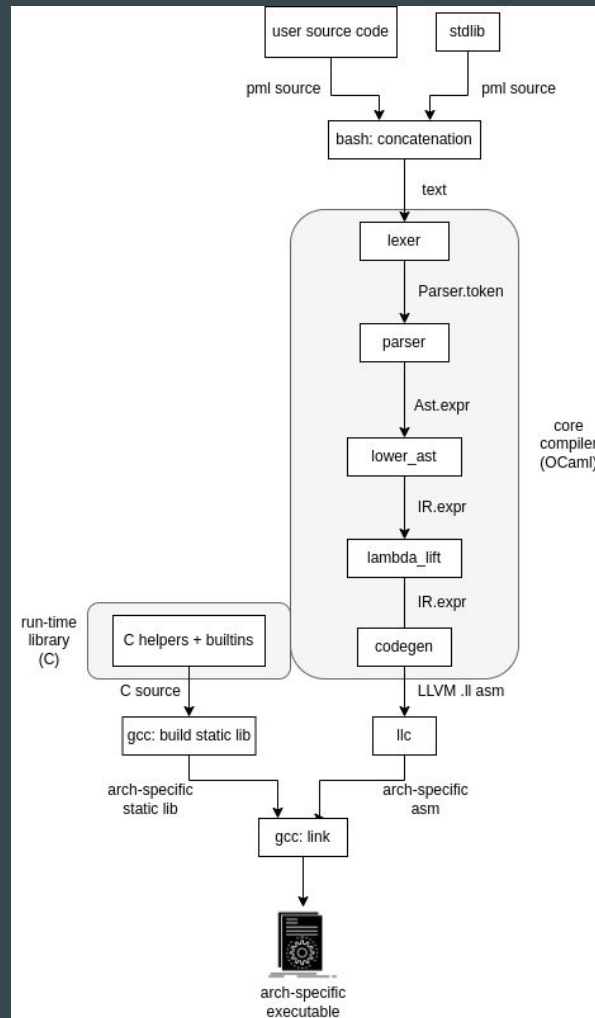 user source code
stdlib
pml source
pml source
bash: concatenation
text
lexer
Parser.token
parser
Ast.expr
core
compiler
(OCaml)
lower_ast
IR.expr
lambda_lift
IR.expr
run-time
library
(C)
C helpers + builtins
codegen
C source
LLVM .ll asm
gcc: build static lib
llc
arch-specific
static lib
arch-specific
asm
gcc: link
arch-specific
executable